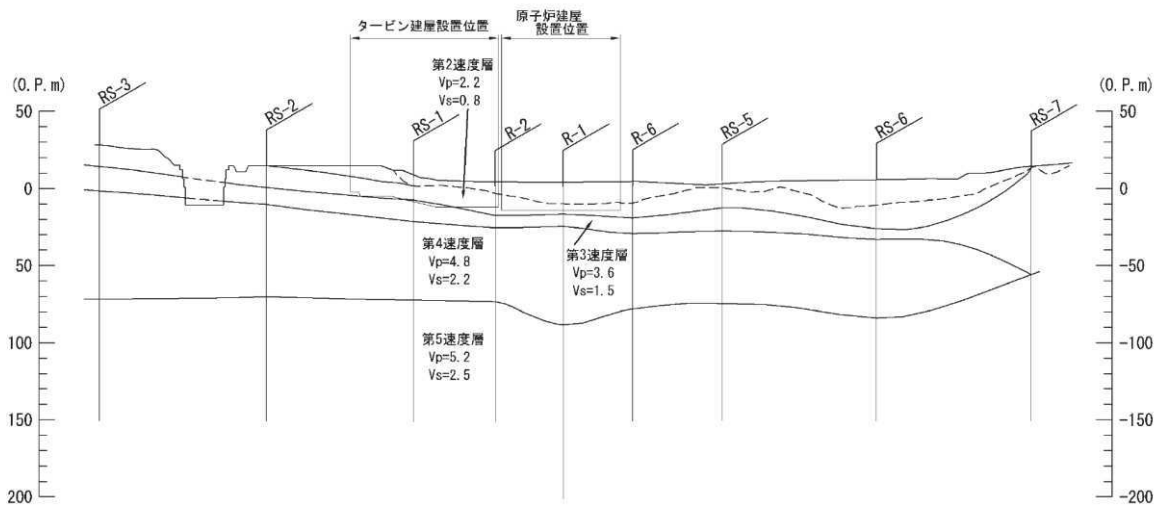 タービン建屋設置位置
原子炉建屋
設置位置
(O.P.m)
(O.P.m)
RS-3
RS-2
RS-1
R-2
R-1
R-6
RS-5
RS-6
RS-7
第2速度層
Vp=2.2
Vs=0.8
第4速度層
Vp=4.8
Vs=2.2
第3速度層
Vp=3.6
Vs=1.5
第5速度層
Vp=5.2
Vs=2.5
50
0
50
100
150
200
50
0
-50
-100
-150
-200